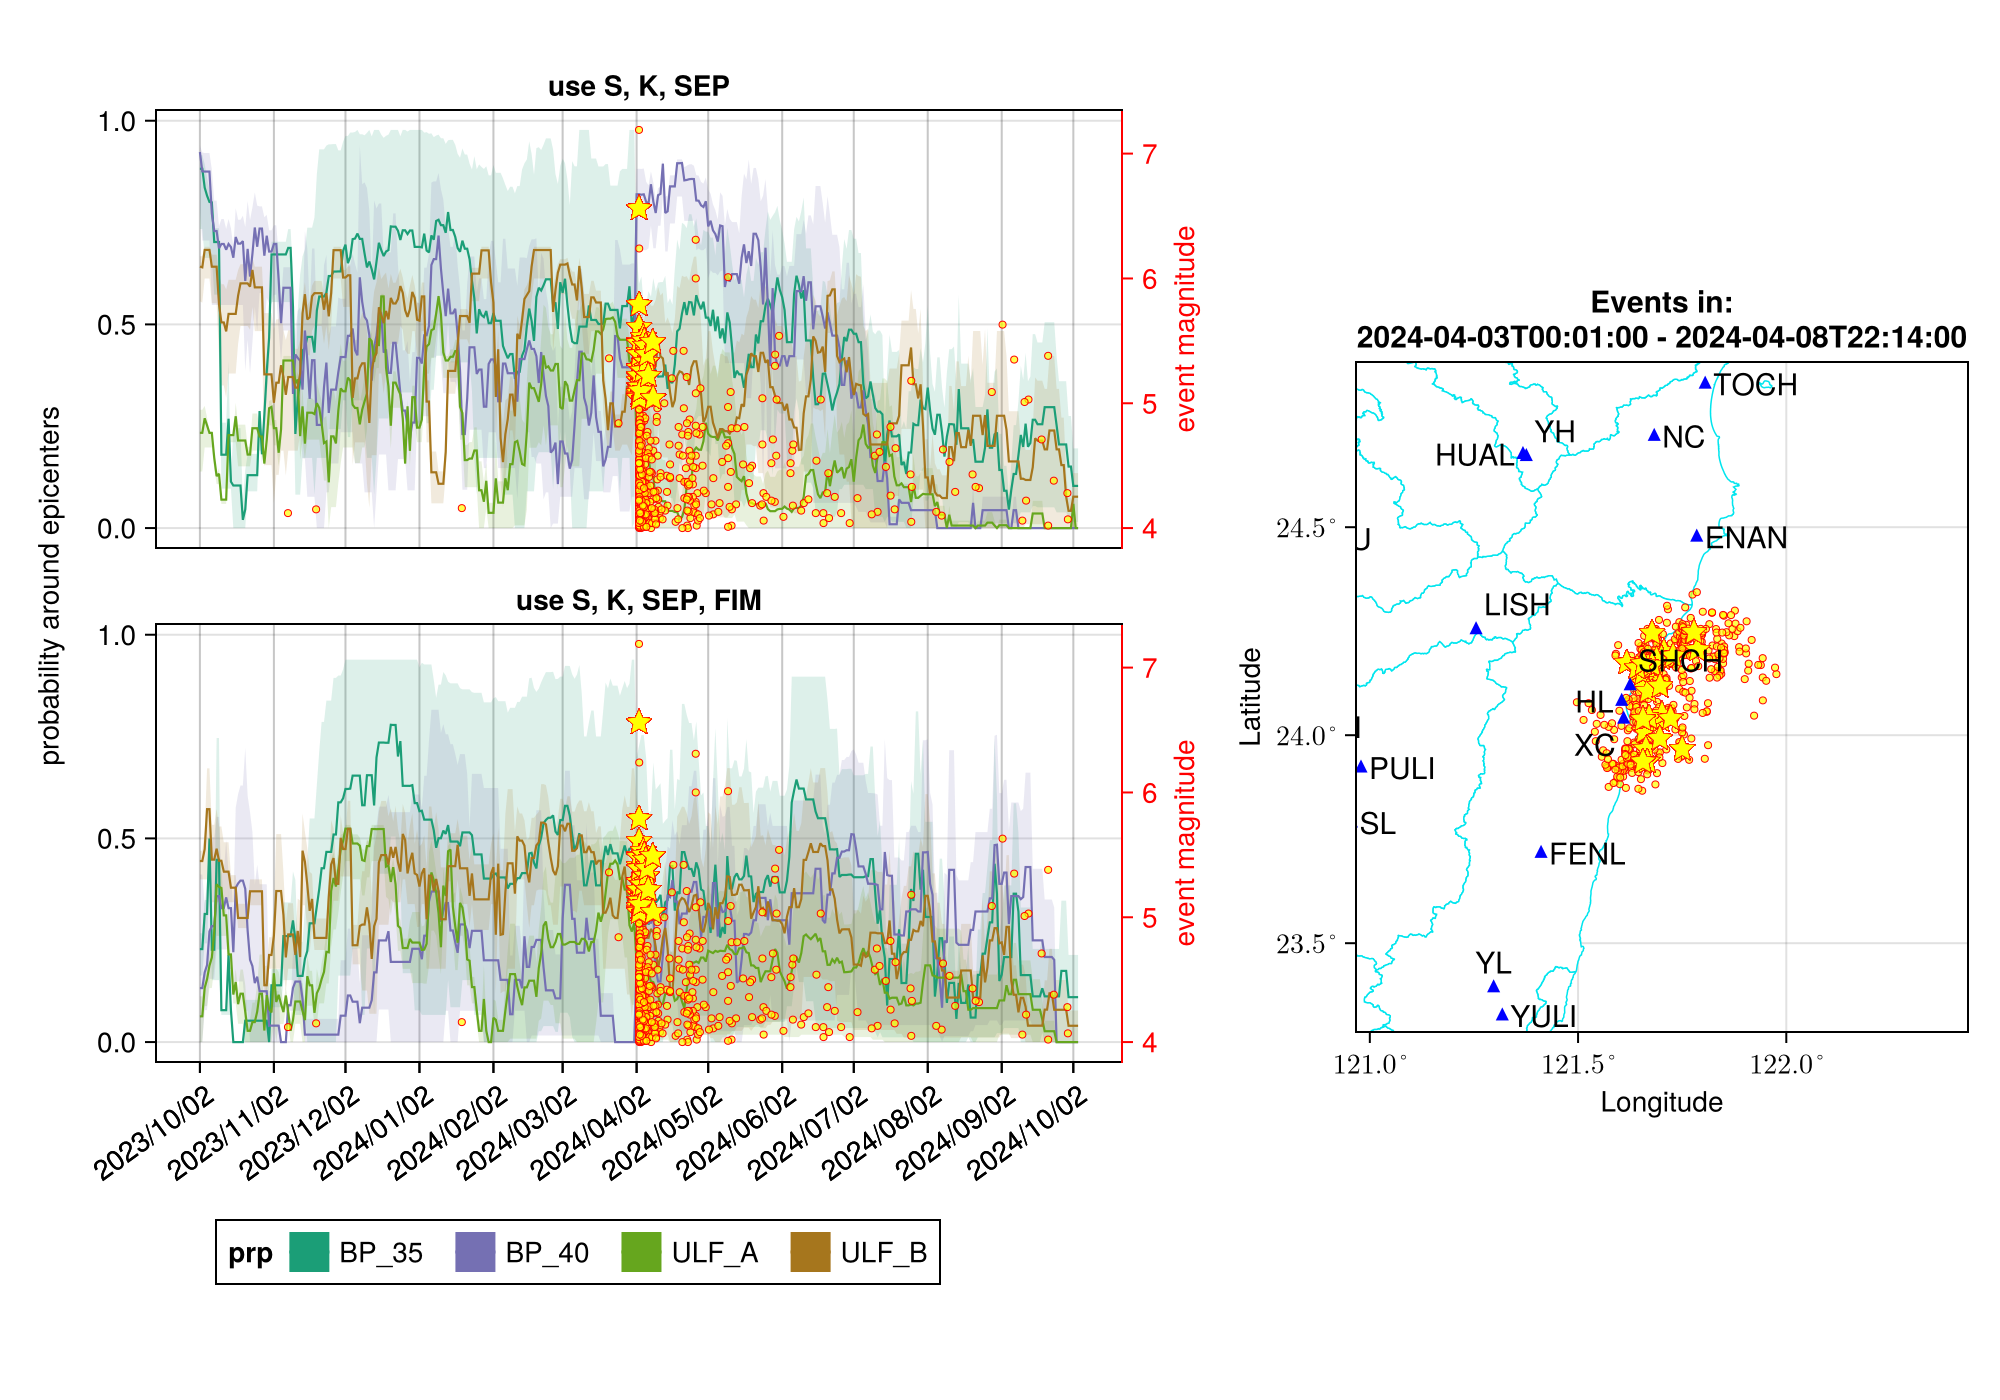 use S, K, SEP
1.0
0.5
0.0
7
6
5
4
event magnitude
probability around epicenters
use S, K, SEP, FIM
1.0
0.5
0.0
7
6
5
4
event magnitude
2023/10/02
2023/11/02
2023/12/02
2024/01/02
2024/02/02
2024/03/02
2024/04/02
2024/05/02
2024/06/02
2024/07/02
2024/08/02
2024/09/02
2024/10/02
prp BP_35 BP_40 ULF_A ULF_B
Events in:
2024-04-03T00:01:00 - 2024-04-08T22:14:00
TOCH
YH
NC
HUAL
24.5°
ENAN
U
LISH
SHCH
HL
24.0°
XC
PULI
SL
FENL
23.5°
YL
YULI
121.0° 121.5° 122.0°
Latitude
Longitude